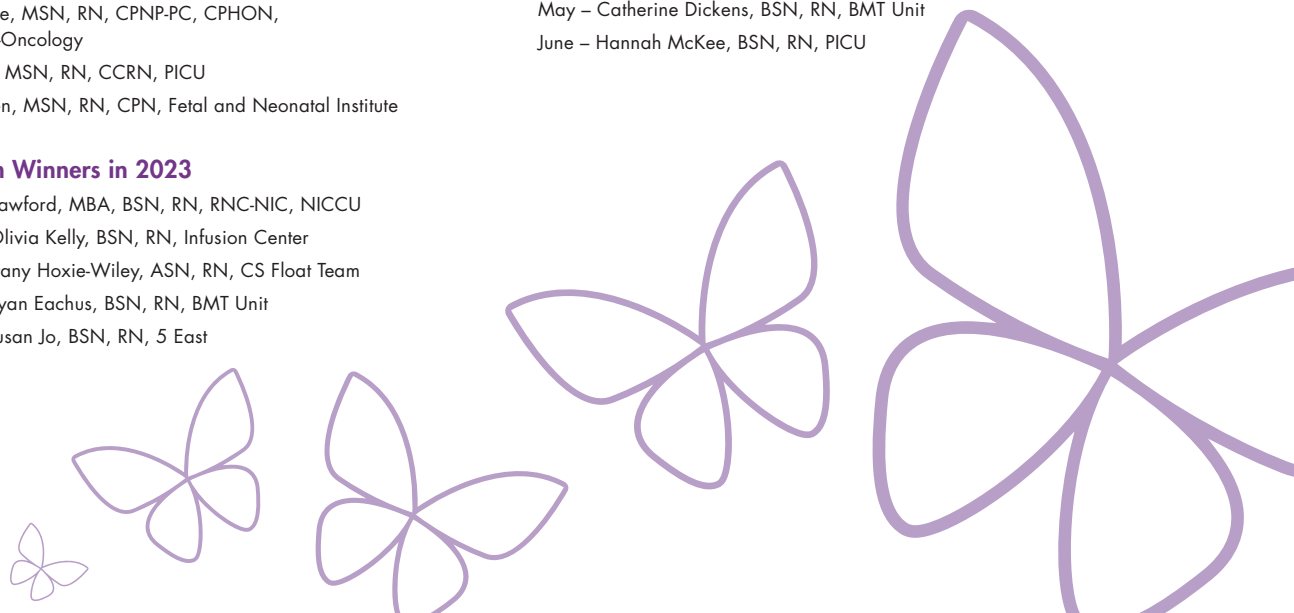 e, MSN, RN, CPNP-PC, CPHON,
-Oncology
MSN, RN, CCRN, PICU
n, MSN, RN, CPN, Fetal and Neonatal Institute
n Winners in 2023
awford, MBA, BSN, RN, RNC-NIC, NICCU
Olivia Kelly, BSN, RN, Infusion Center
any Hoxie-Wiley, ASN, RN, CS Float Team
yan Eachus, BSN, RN, BMT Unit
usan Jo, BSN, RN, 5 East
May – Catherine Dickens, BSN, RN, BMT Unit
June – Hannah McKee, BSN, RN, PICU